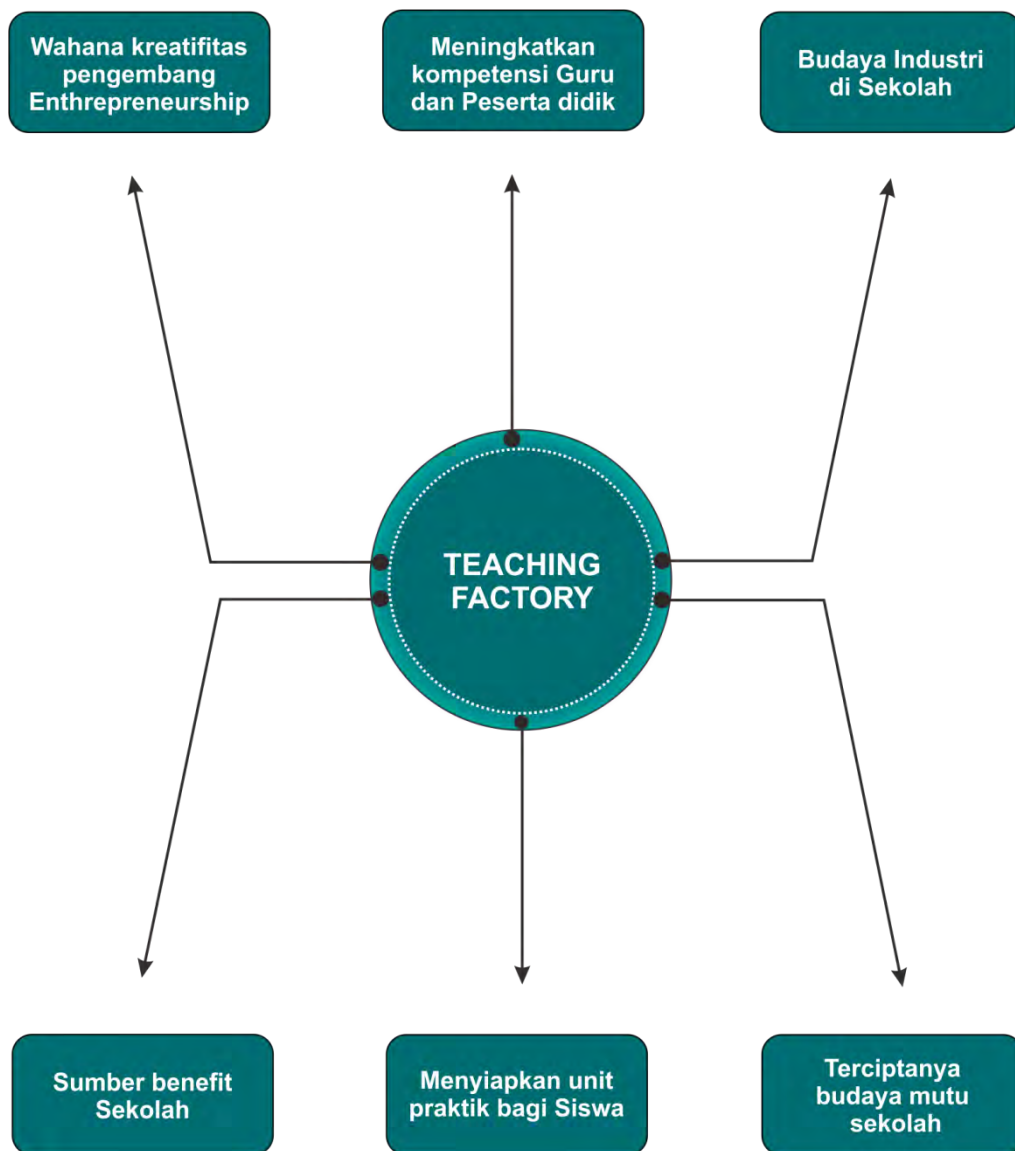 Wahana kreatifitas
pengembang
Enthrepreneurship
Meningkatkan
kompetensi Guru
dan Peserta didik
Budaya Industri
di Sekolah
TEACHING
FACTORY
Sumber benefit
Sekolah
Menyiapkan unit
praktik bagi Siswa
Terciptanya
budaya mutu
sekolah